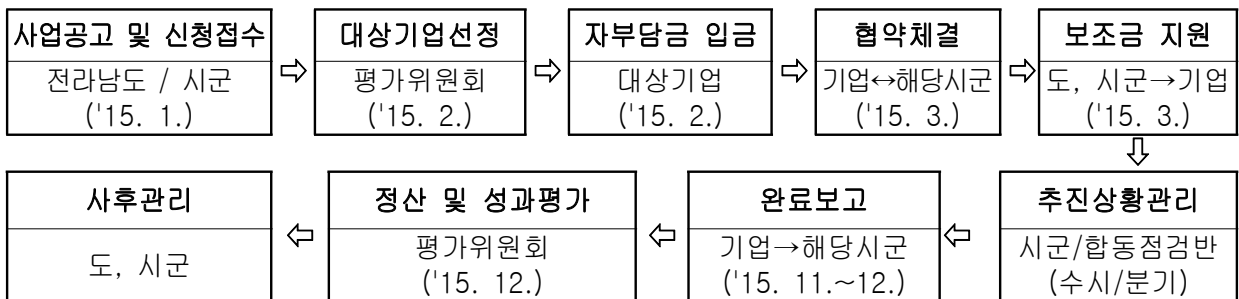 사업공고 및 신청접수
전라남도 / 시군
('15. 1.)
⇨
대상기업선정
평가위원회
('15. 2.)
⇨
자부담금 입금
대상기업
('15. 2.)
⇨
협약체결
기업↔해당시군
('15. 3.)
⇨
보조금 지원
도, 시군→기업
('15. 3.)
⇩
추진상황관리
시군/합동점검반
(수시/분기)
⇦
완료보고
기업→해당시군
('15. 11.~12.)
⇦
정산 및 성과평가
평가위원회
('15. 12.)
⇦
사후관리
도, 시군